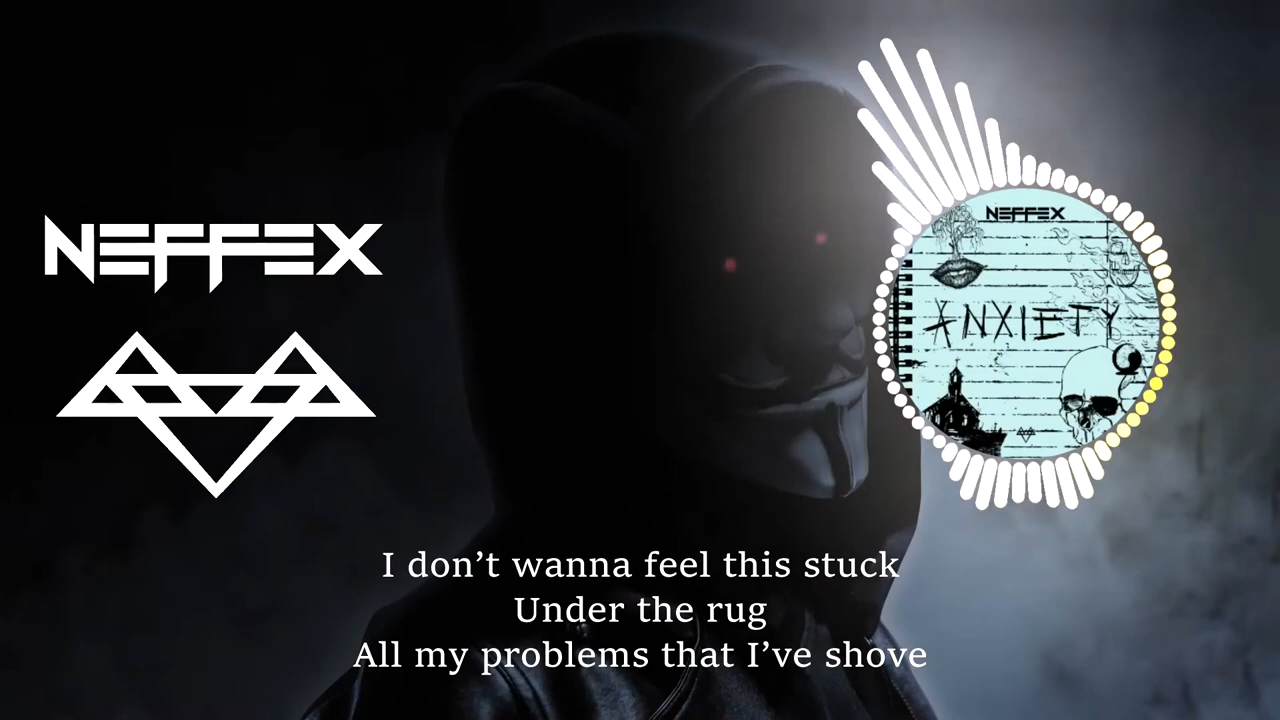 NEFFEX
NEFFEX
ANXIETY
I don’t wanna feel this stuck
Under the rug
All my problems that I’ve shove